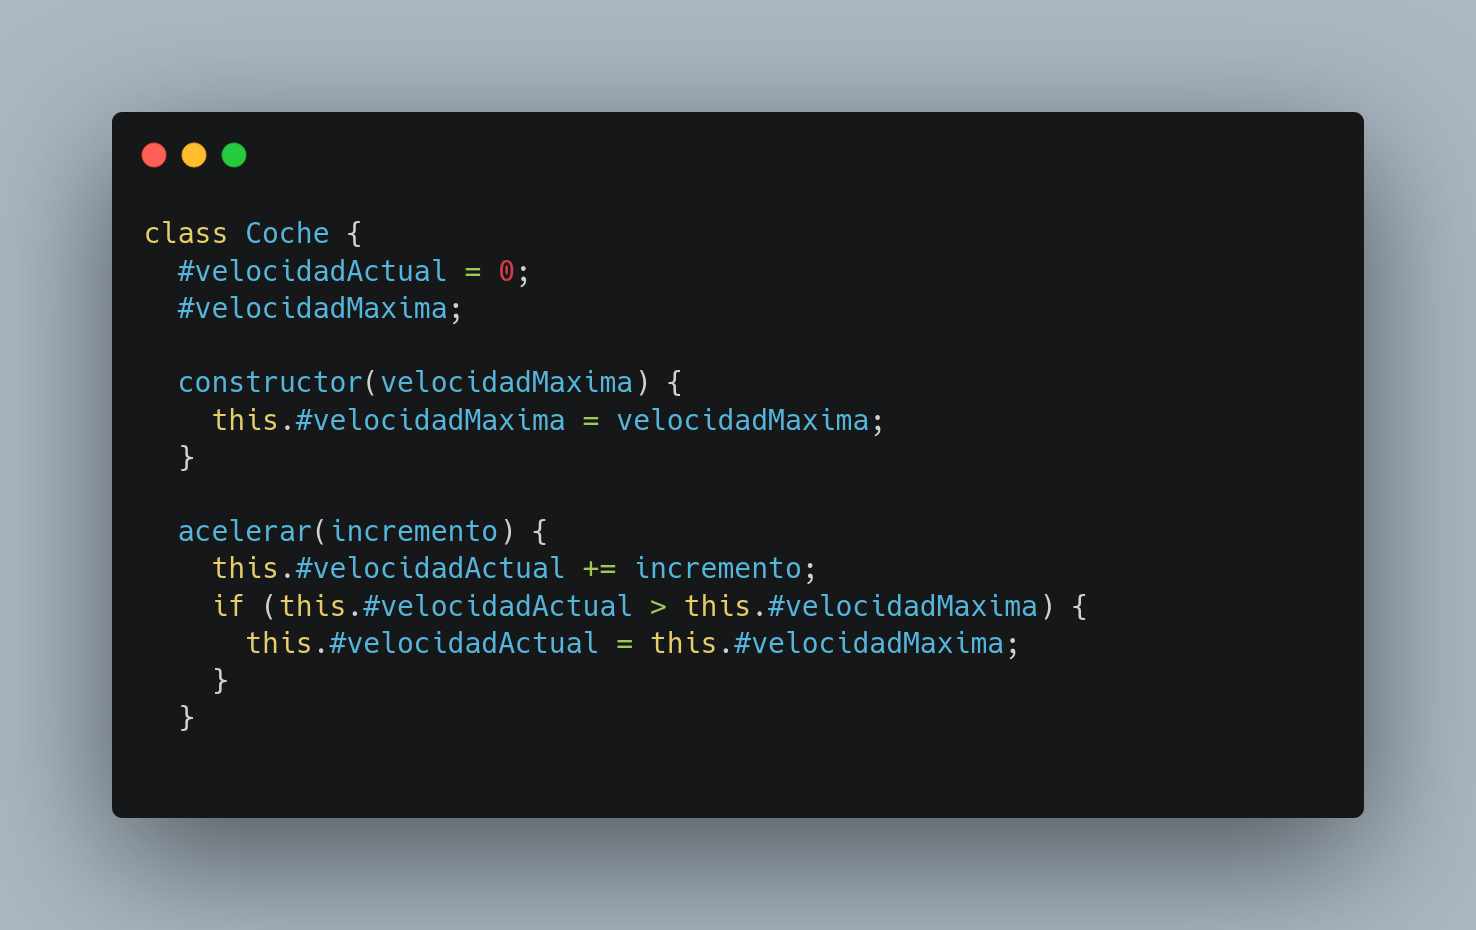 class Coche {
  #velocidadActual = 0;
  #velocidadMaxima;

  constructor(velocidadMaxima) {
    this.#velocidadMaxima = velocidadMaxima;
  }

  acelerar(incremento) {
    this.#velocidadActual += incremento;
    if (this.#velocidadActual > this.#velocidadMaxima) {
      this.#velocidadActual = this.#velocidadMaxima;
    }
  }